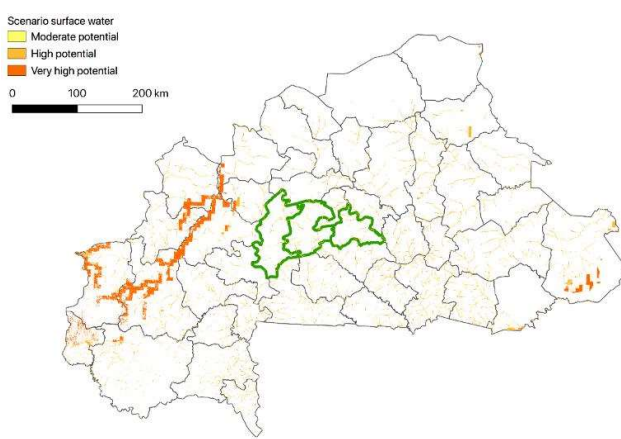 Scenario surface water
Moderate potential
High potential
Very high potential
0 100 200 km